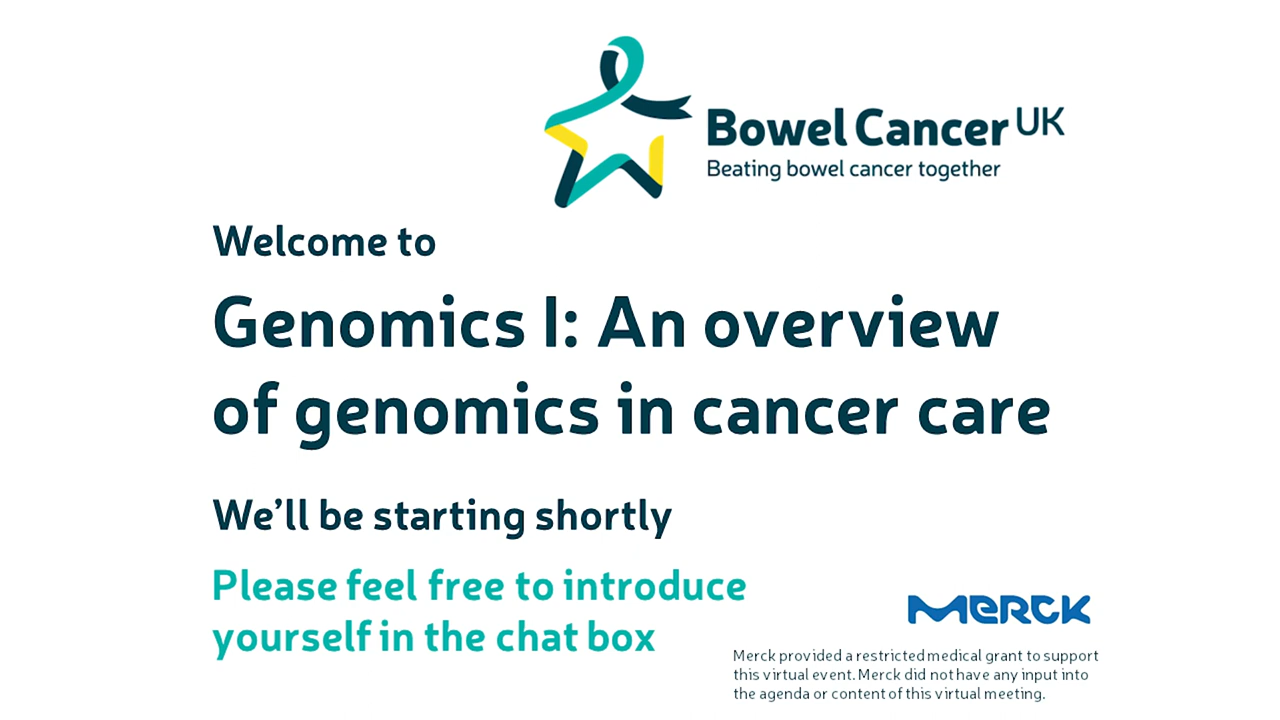 Bowel Cancer UK
Beating bowel cancer together
Welcome to
Genomics I: An overview
of genomics in cancer care
We'll be starting shortly
Please feel free to introduce
yourself in the chat box
MERCK
Merck provided a restricted medical grant to support
this virtual event. Merck did not have any input into
the agenda or content of this virtual meeting.